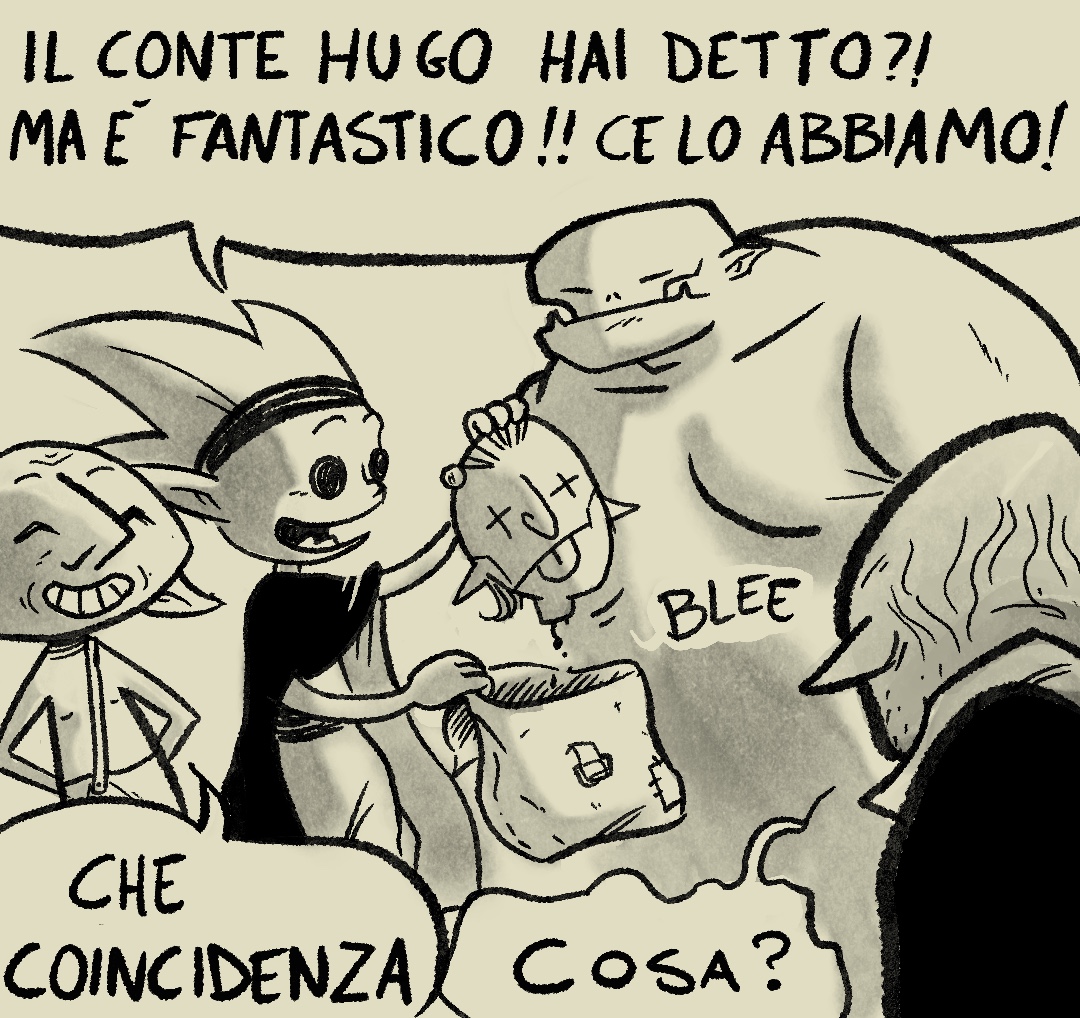 IL CONTE HUGO HAI DETTO?!
MA É FANTASTICO!! CE LO ABBIAMO!
BLEE
CHE
COINCIDENZA
COSA?